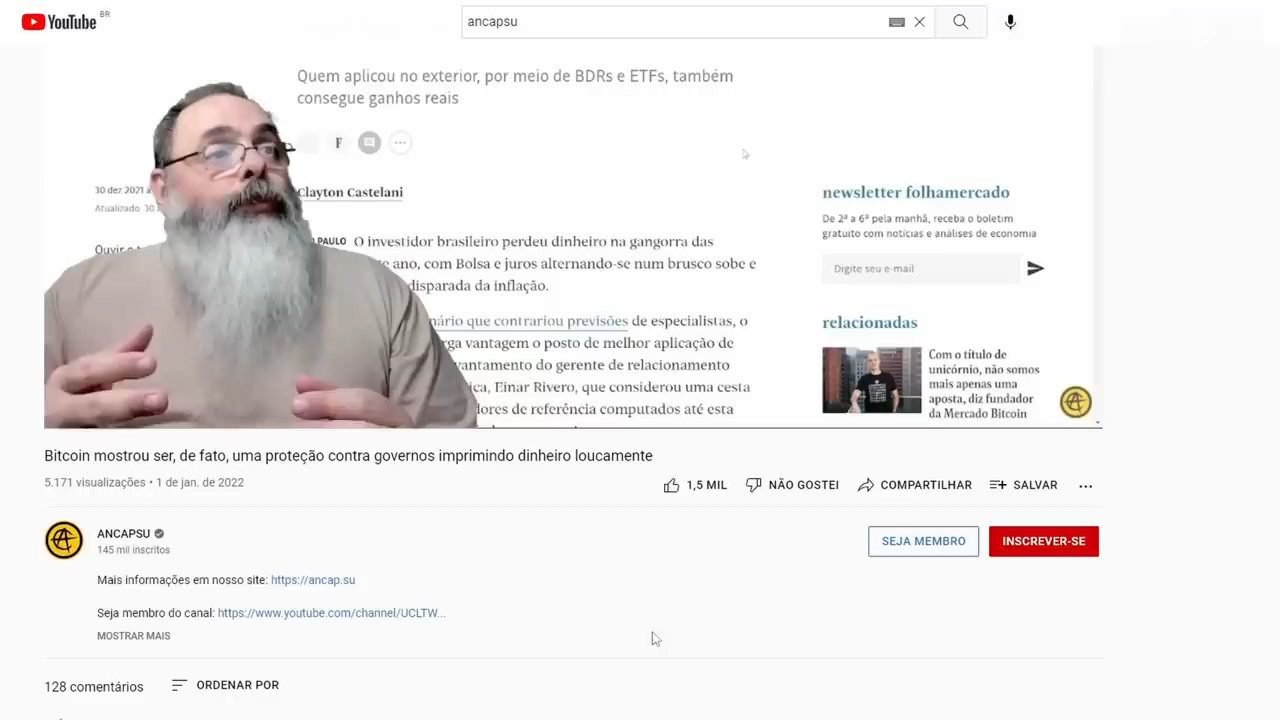 YouTube BR
ancapsu
Quem aplicou no exterior, por meio de BDRs e ETFs, também
consegue ganhos reais
F
30 dez.2021 à
Atualizado 30.
Clayton Castelani
O investidor brasileiro perdeu dinheiro na gangorra das
ano, com Bolsa e juros alternando-se num brusco sobe e
disparada da inflação.
que contrariou previsões de especialistas, o
vantagem o posto de melhor aplicação de
do gerente de relacionamento
Einar Rivero, que considerou uma cesta
de referência computados até esta
newsletter folhamercado
De 2ª a 6ª pela manhã, receba o boletim
gratuito com notícias e análises de economia
Digite seu e-mail
relacionadas
Com o título de
unicórnio, não somos
mais apenas uma
aposta, diz fundador
da Mercado Bitcoin
Bitcoin mostrou ser, de fato, uma proteção contra governos imprimindo dinheiro loucamente
5.171 visualizações • 1 de jan. de 2022
1,5 MIL NÃO GOSTEI COMPARTILHAR SALVAR
ANCAPSU
145 mil inscritos
SEJA MEMBRO INSCREVER-SE
Mais informações em nosso site: https://ancap.su
Seja membro do canal: https://www.youtube.com/channel/UCLTW...
MOSTRAR MAIS
128 comentários ORDENAR POR